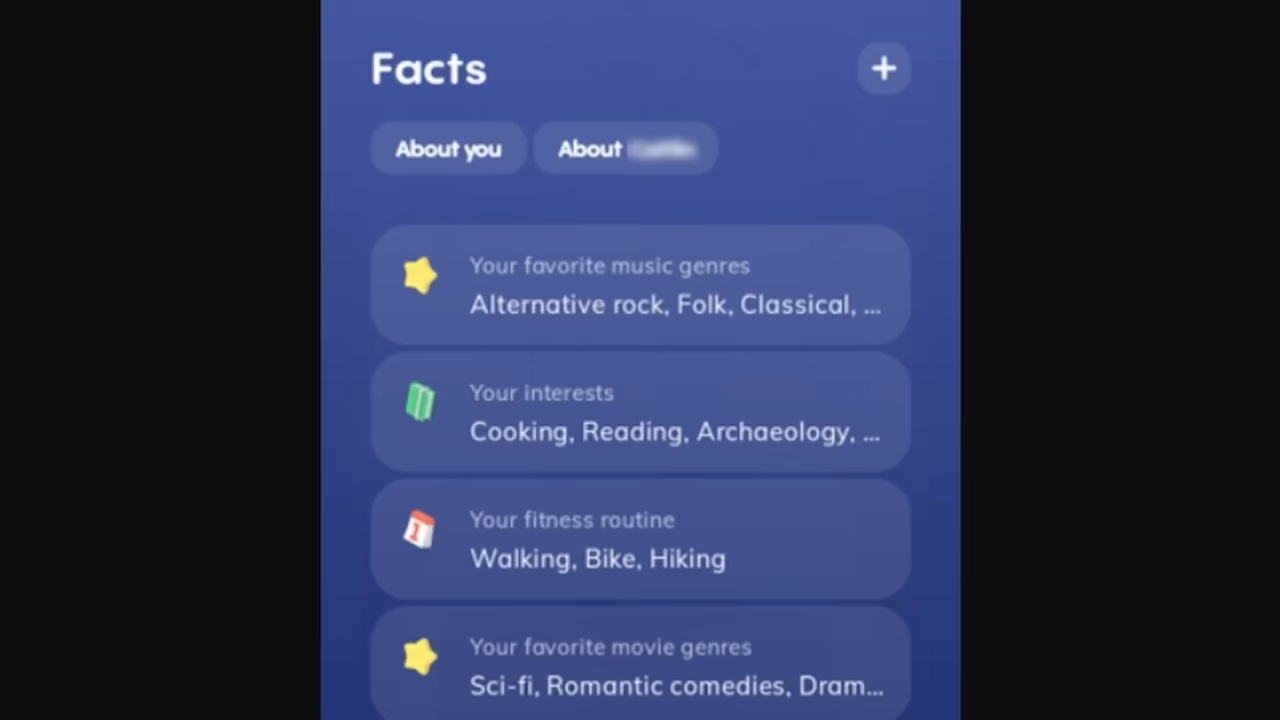 Facts
+
About you
About
Your favorite music genres
Alternative rock, Folk, Classical, ...
Your interests
Cooking, Reading, Archaeology, ...
1
Your fitness routine
Walking, Bike, Hiking
Your favorite movie genres
Sci-fi, Romantic comedies, Dram...